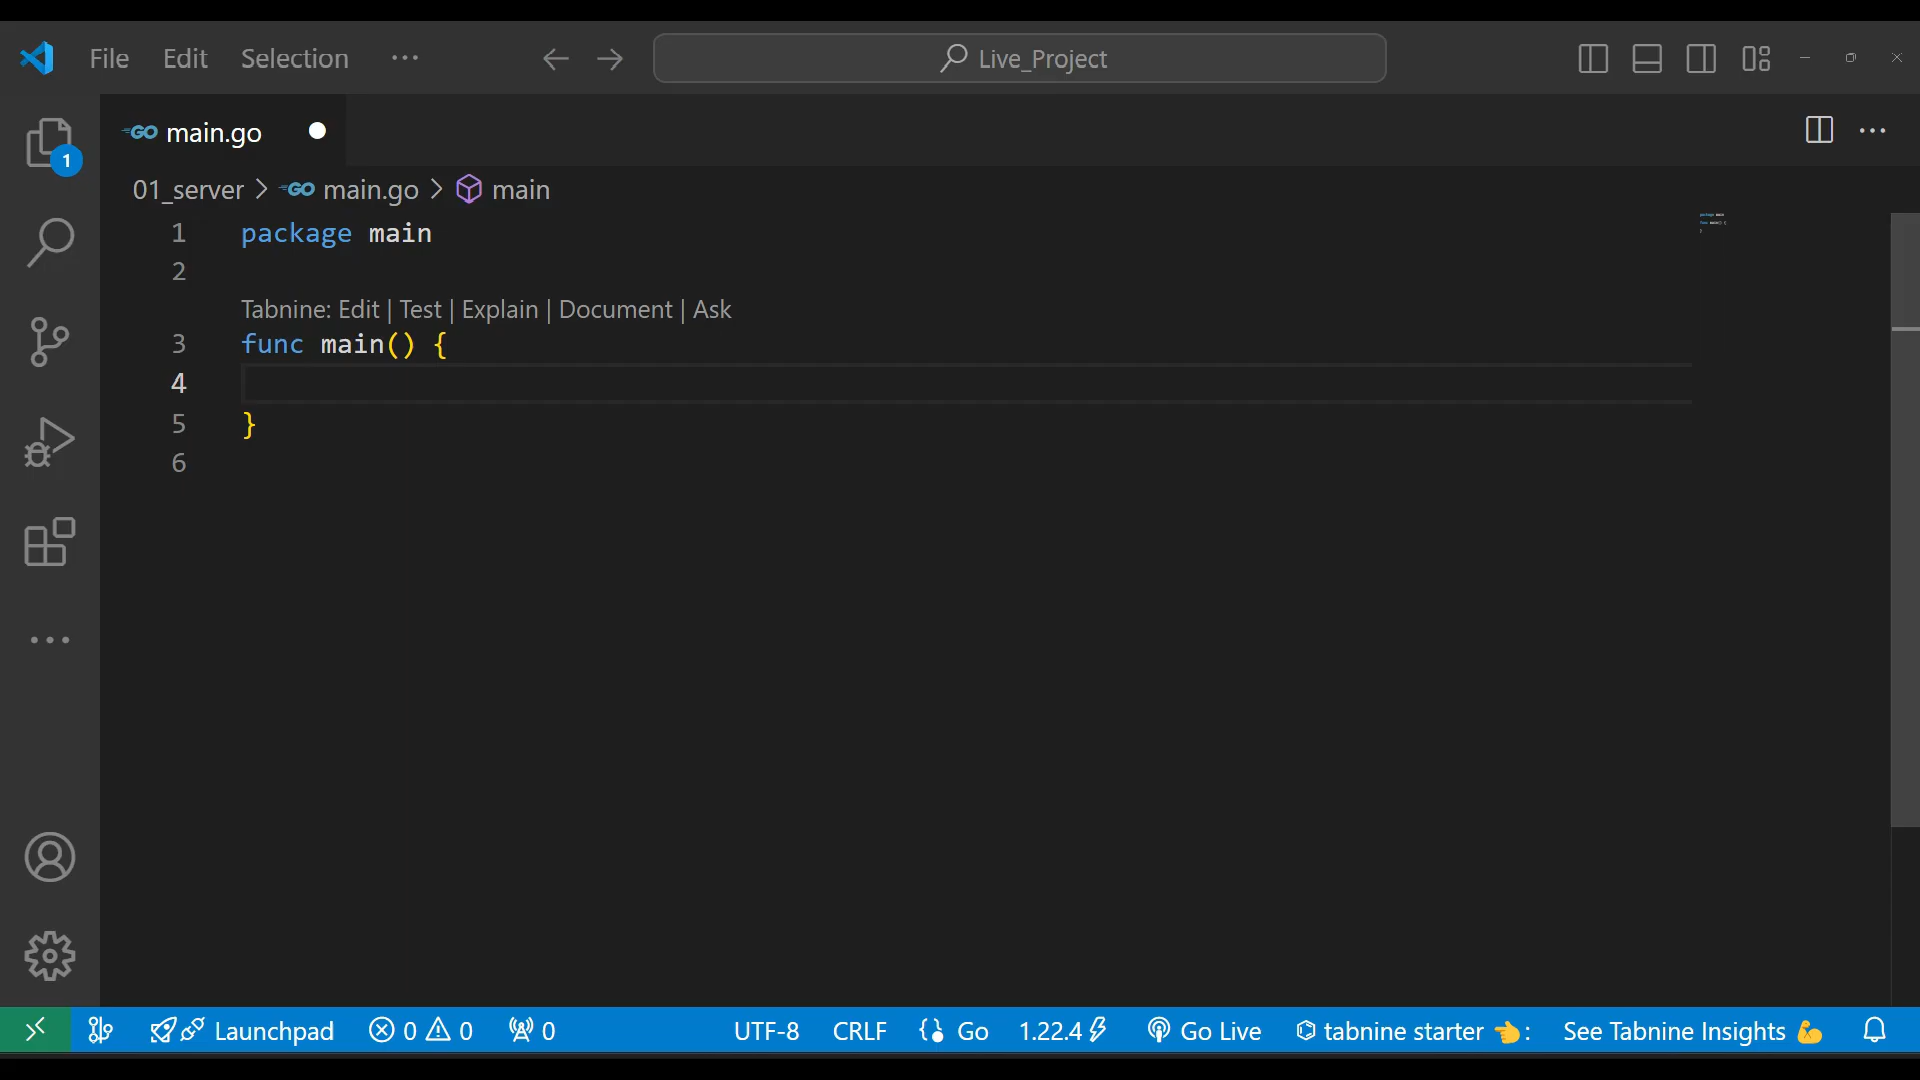 File Edit Selection ··· Live_Project
GO main.go
1
01_server > GO main.go > main
1 package main
2
Tabnine: Edit | Test | Explain | Document | Ask
3 func main() {
4
5 }
6
Launchpad 0 0 0 UTF-8 CRLF {} Go 1.22.4 Go Live tabnine starter 👈: See Tabnine Insights 💪